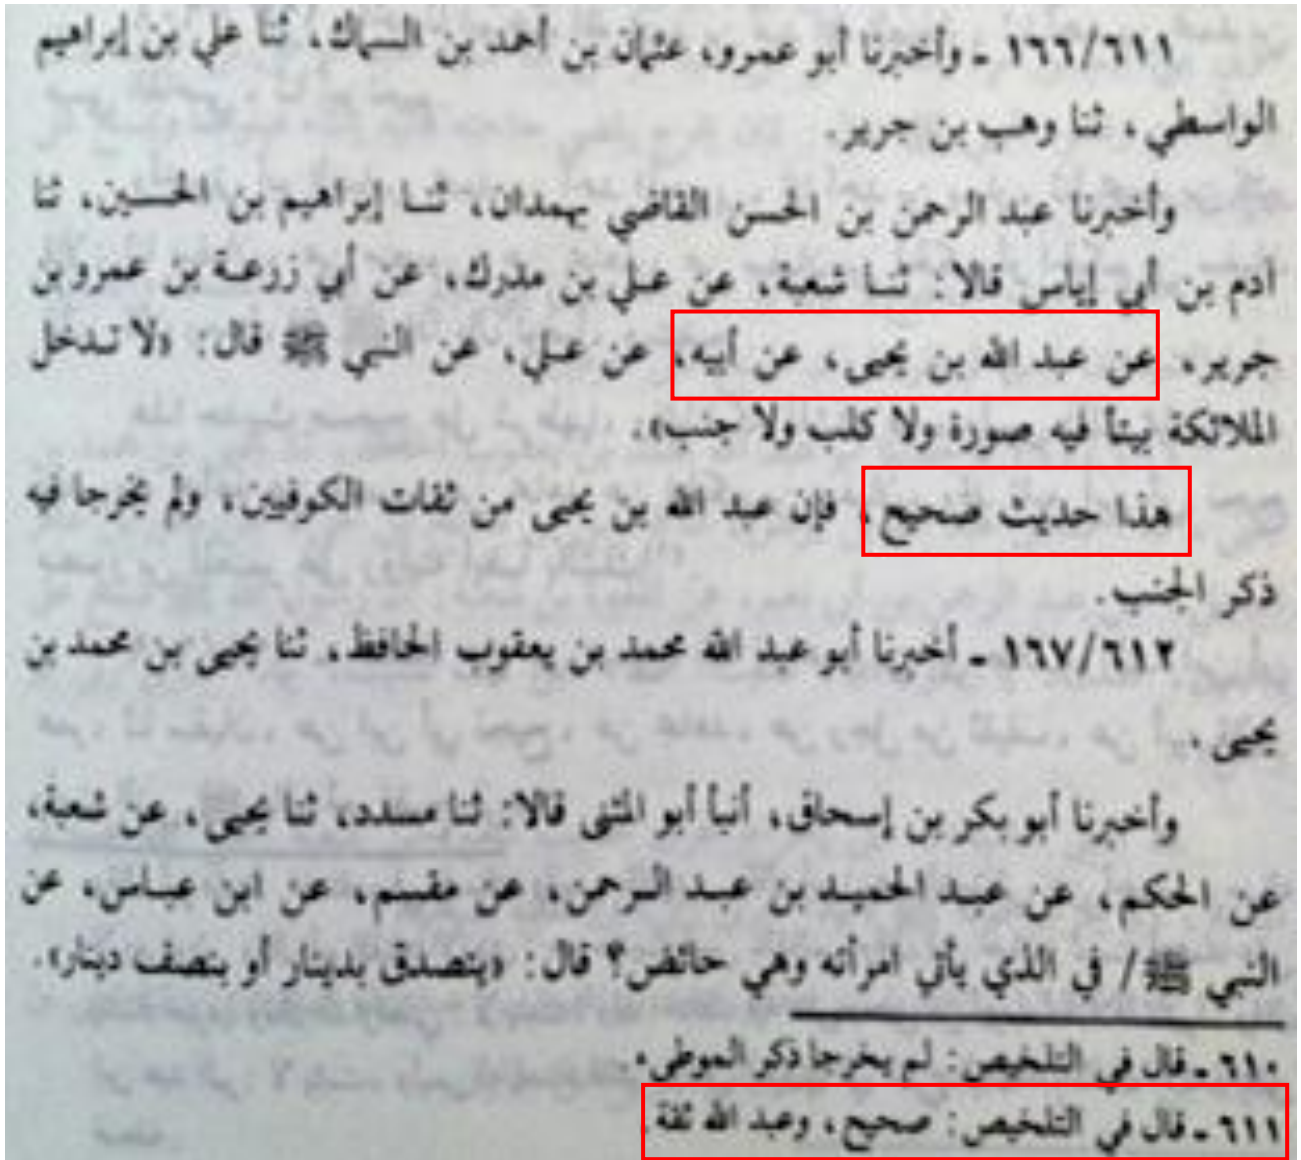 ١٦٦/٦١١ - وأخبرنا أبو عمرو، عثمان بن أحمد بن السماك، ثنا علي بن إبراهيم
الواسطي، ثنا وهب بن جرير.
وأخبرنا عبد الرحمن بن الحسن القاضي بهمدان، ثنا إبراهيم بن الحسين، ثنا
آدم بن أبي إياس قالا: ثنا شعبة، عن علي بن مدرك، عن أبي زرعة بن عمرو بن
جرير، عن عبد الله بن يحيى، عن أبيه، عن علي، عن النبي ﷺ قال: «لا تدخل
الملائكة بيتاً فيه صورة ولا كلب ولا جنب».
هذا حديث صحيح، فإن عبد الله بن يحيى من ثقات الكوفيين، ولم يخرجا فيه
ذكر الجنب.
١٦٧/٦١٢ - أخبرنا أبو عبد الله محمد بن يعقوب الحافظ، ثنا يحيى بن محمد بن
يحيى.
وأخبرنا أبو بكر بن إسحاق، أنبأ أبو المثنى قالا: ثنا مسدد، ثنا يحيى، عن شعبة،
عن الحكم، عن عبد الحميد بن عبد الرحمن، عن مقسم، عن ابن عباس، عن
النبي ﷺ / في الذي يأتي امرأته وهي حائض؟ قال: «يتصدق بدينار أو بنصف دينار».
٦١٠ - قال في التلخيص: لم يخرجا ذكر الموطىء.
٦١١ - قال في التلخيص: صحيح، وعبد الله ثقة